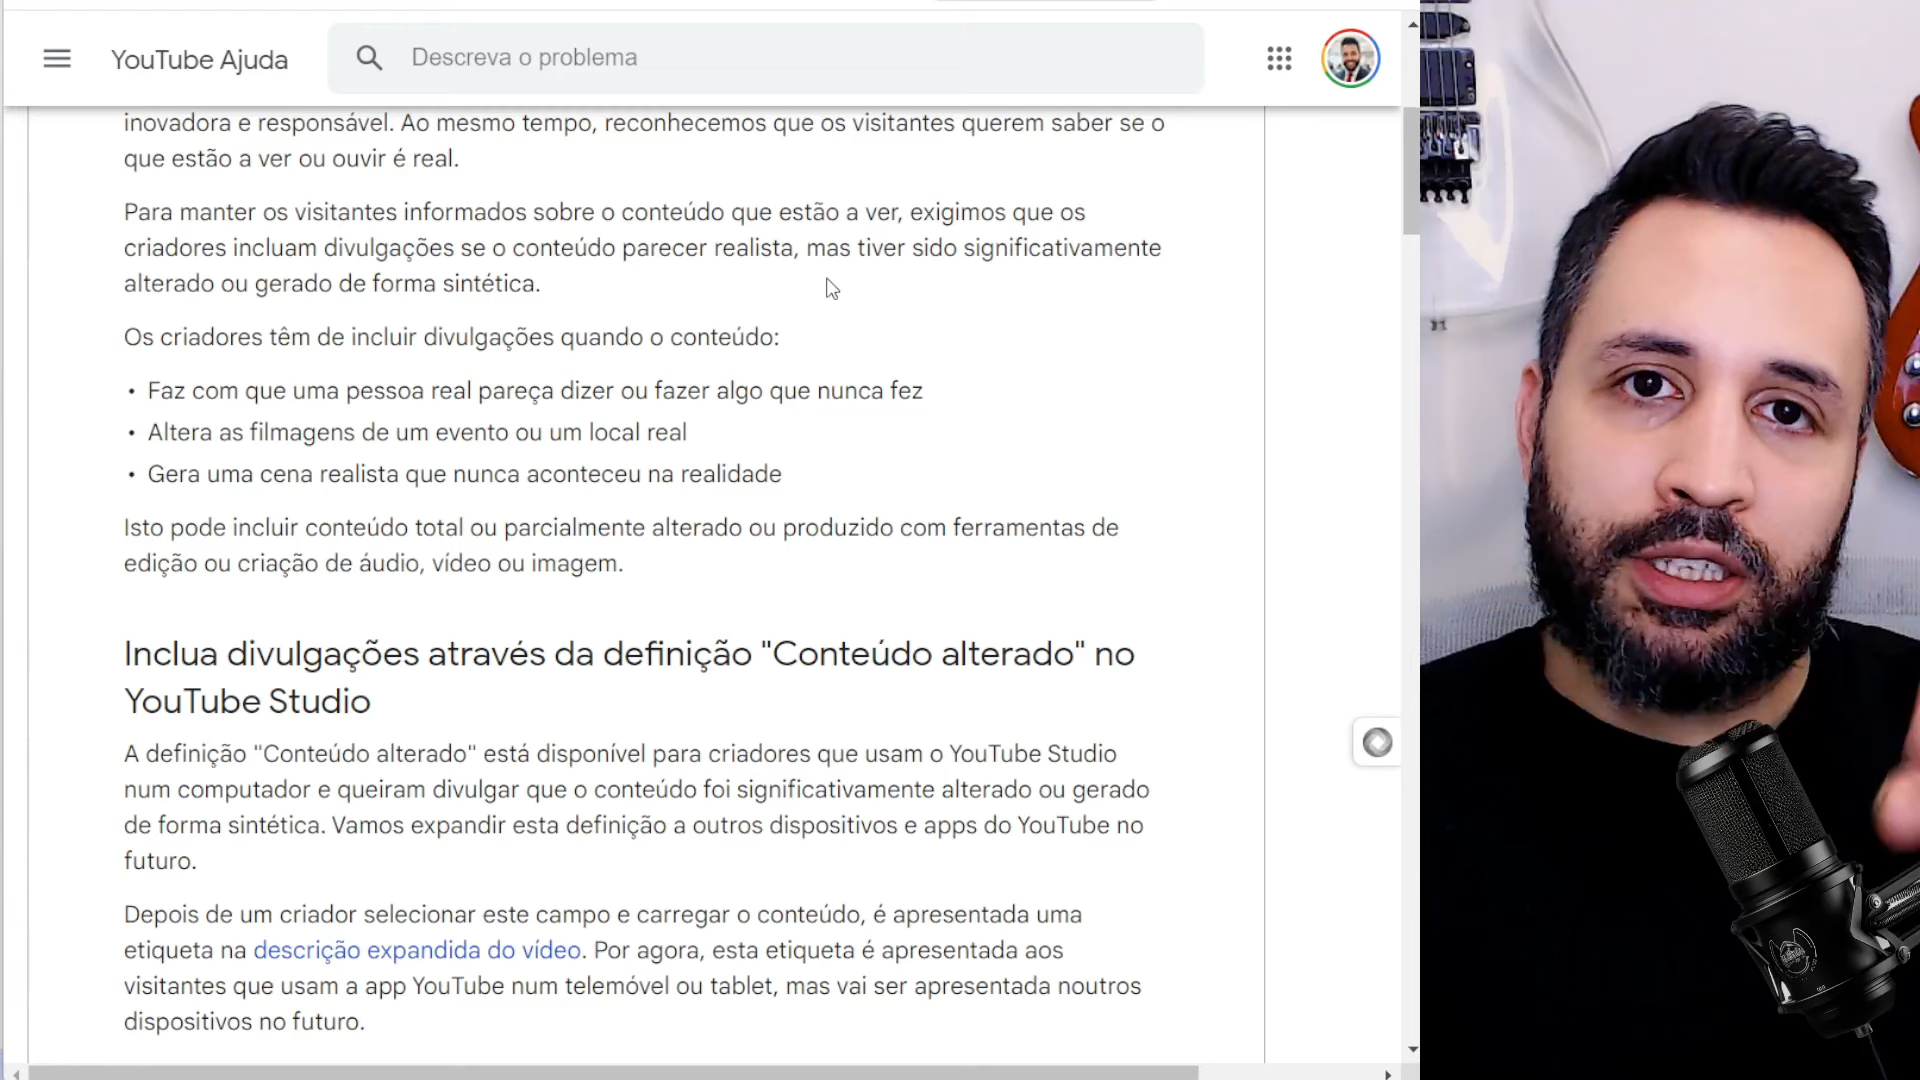 YouTube Ajuda
Descreva o problema
inovadora e responsável. Ao mesmo tempo, reconhecemos que os visitantes querem saber se o
que estão a ver ou ouvir é real.
Para manter os visitantes informados sobre o conteúdo que estão a ver, exigimos que os
criadores incluam divulgações se o conteúdo parecer realista, mas tiver sido significativamente
alterado ou gerado de forma sintética.
Os criadores têm de incluir divulgações quando o conteúdo:
• Faz com que uma pessoa real pareça dizer ou fazer algo que nunca fez
• Altera as filmagens de um evento ou um local real
• Gera uma cena realista que nunca aconteceu na realidade
Isto pode incluir conteúdo total ou parcialmente alterado ou produzido com ferramentas de
edição ou criação de áudio, vídeo ou imagem.
Inclua divulgações através da definição "Conteúdo alterado" no
YouTube Studio
A definição "Conteúdo alterado" está disponível para criadores que usam o YouTube Studio
num computador e queiram divulgar que o conteúdo foi significativamente alterado ou gerado
de forma sintética. Vamos expandir esta definição a outros dispositivos e apps do YouTube no
futuro.
Depois de um criador selecionar este campo e carregar o conteúdo, é apresentada uma
etiqueta na descrição expandida do vídeo. Por agora, esta etiqueta é apresentada aos
visitantes que usam a app YouTube num telemóvel ou tablet, mas vai ser apresentada noutros
dispositivos no futuro.